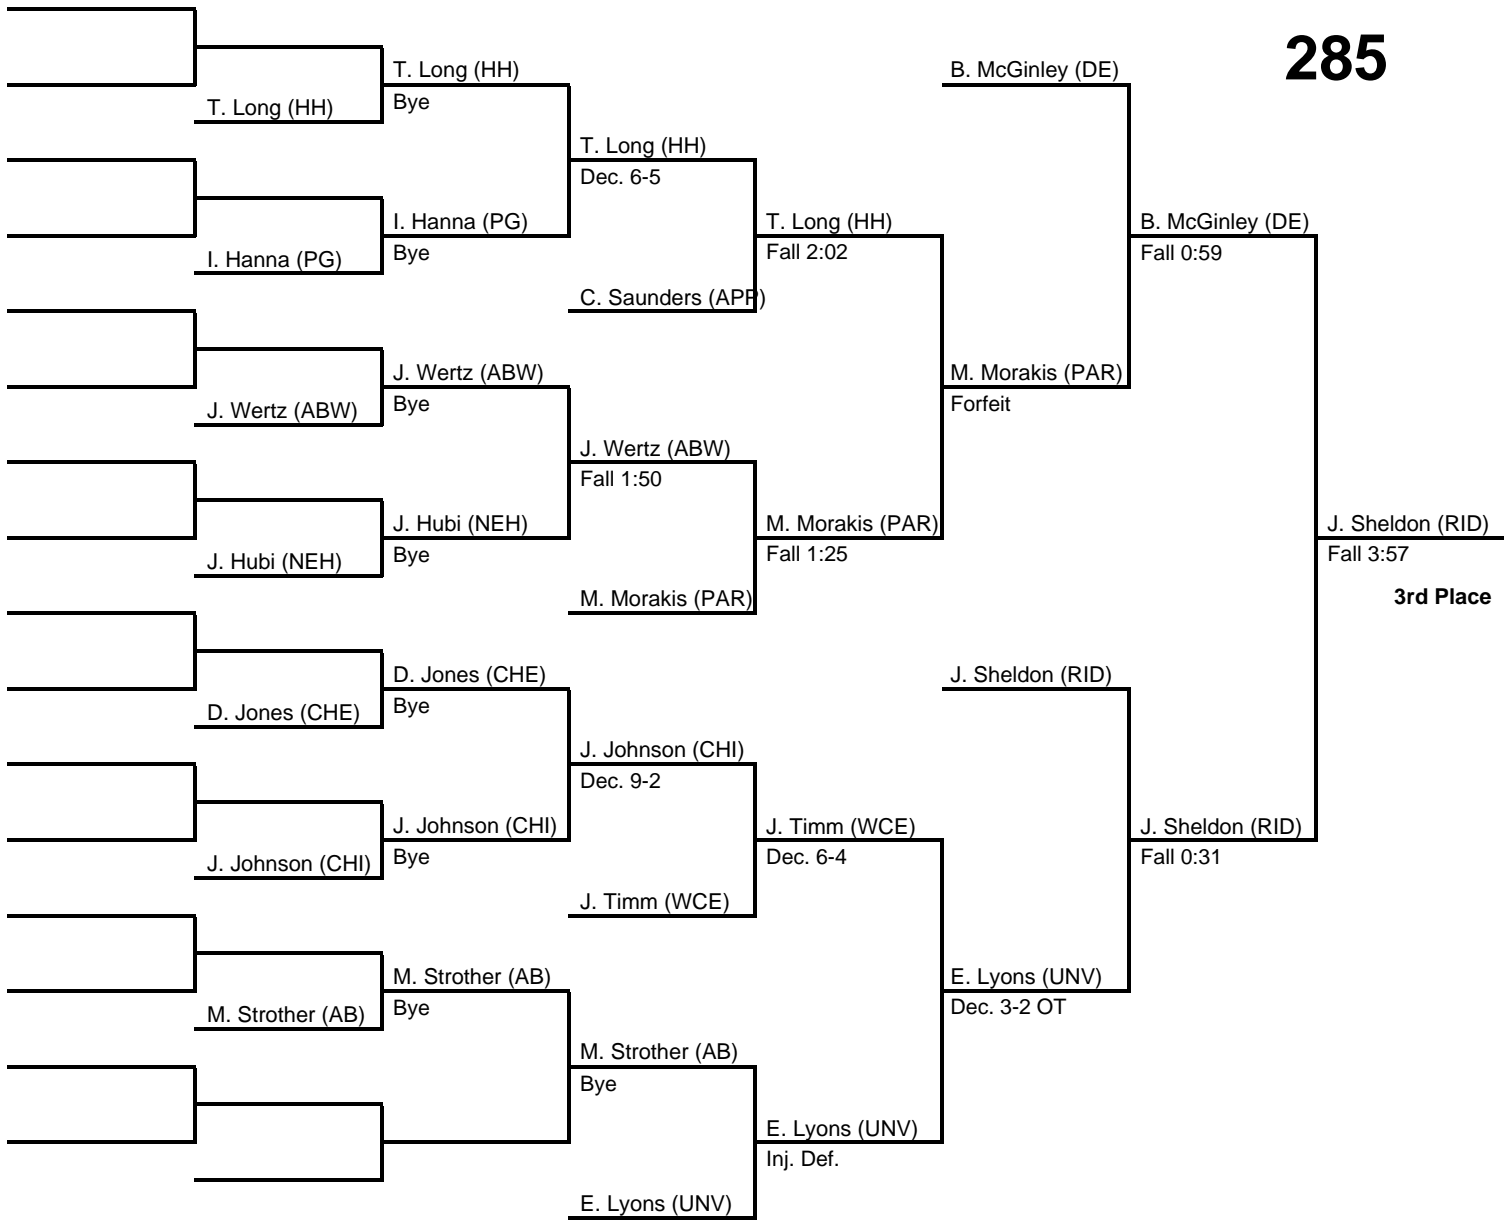 285
T. Long (HH)
B. McGinley (DE)
Bye
T. Long (HH)
T. Long (HH)
Dec. 6-5
I. Hanna (PG)
T. Long (HH)
B. McGinley (DE)
Bye
Fall 2:02
Fall 0:59
I. Hanna (PG)
C. Saunders (APP)
J. Wertz (ABW)
M. Morakis (PAR)
Bye
Forfeit
J. Wertz (ABW)
J. Wertz (ABW)
Fall 1:50
J. Hubi (NEH)
M. Morakis (PAR)
J. Sheldon (RID)
Bye
Fall 1:25
Fall 3:57
J. Hubi (NEH)
M. Morakis (PAR)
3rd Place
D. Jones (CHE)
J. Sheldon (RID)
Bye
D. Jones (CHE)
J. Johnson (CHI)
Dec. 9-2
J. Johnson (CHI)
J. Timm (WCE)
J. Sheldon (RID)
Bye
Dec. 6-4
Fall 0:31
J. Johnson (CHI)
J. Timm (WCE)
M. Strother (AB)
E. Lyons (UNV)
Bye
Dec. 3-2 OT
M. Strother (AB)
M. Strother (AB)
Bye
E. Lyons (UNV)
Inj. Def.
E. Lyons (UNV)